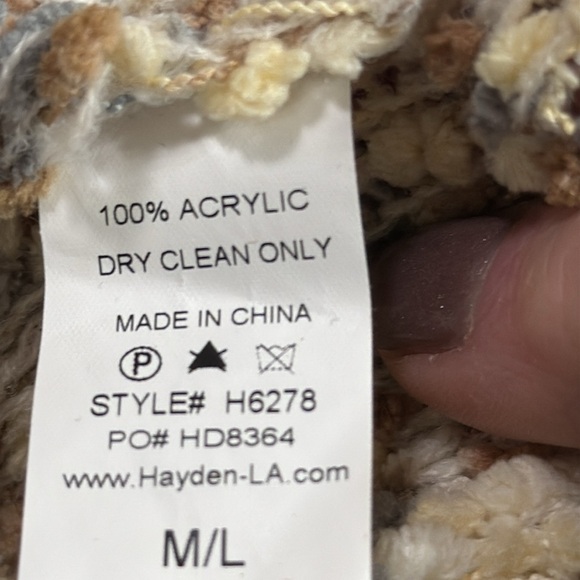 100% ACRYLIC
DRY CLEAN ONLY
MADE IN CHINA
P
STYLE# H6278
PO# HD8364
www.Hayden-LA.com
M/L